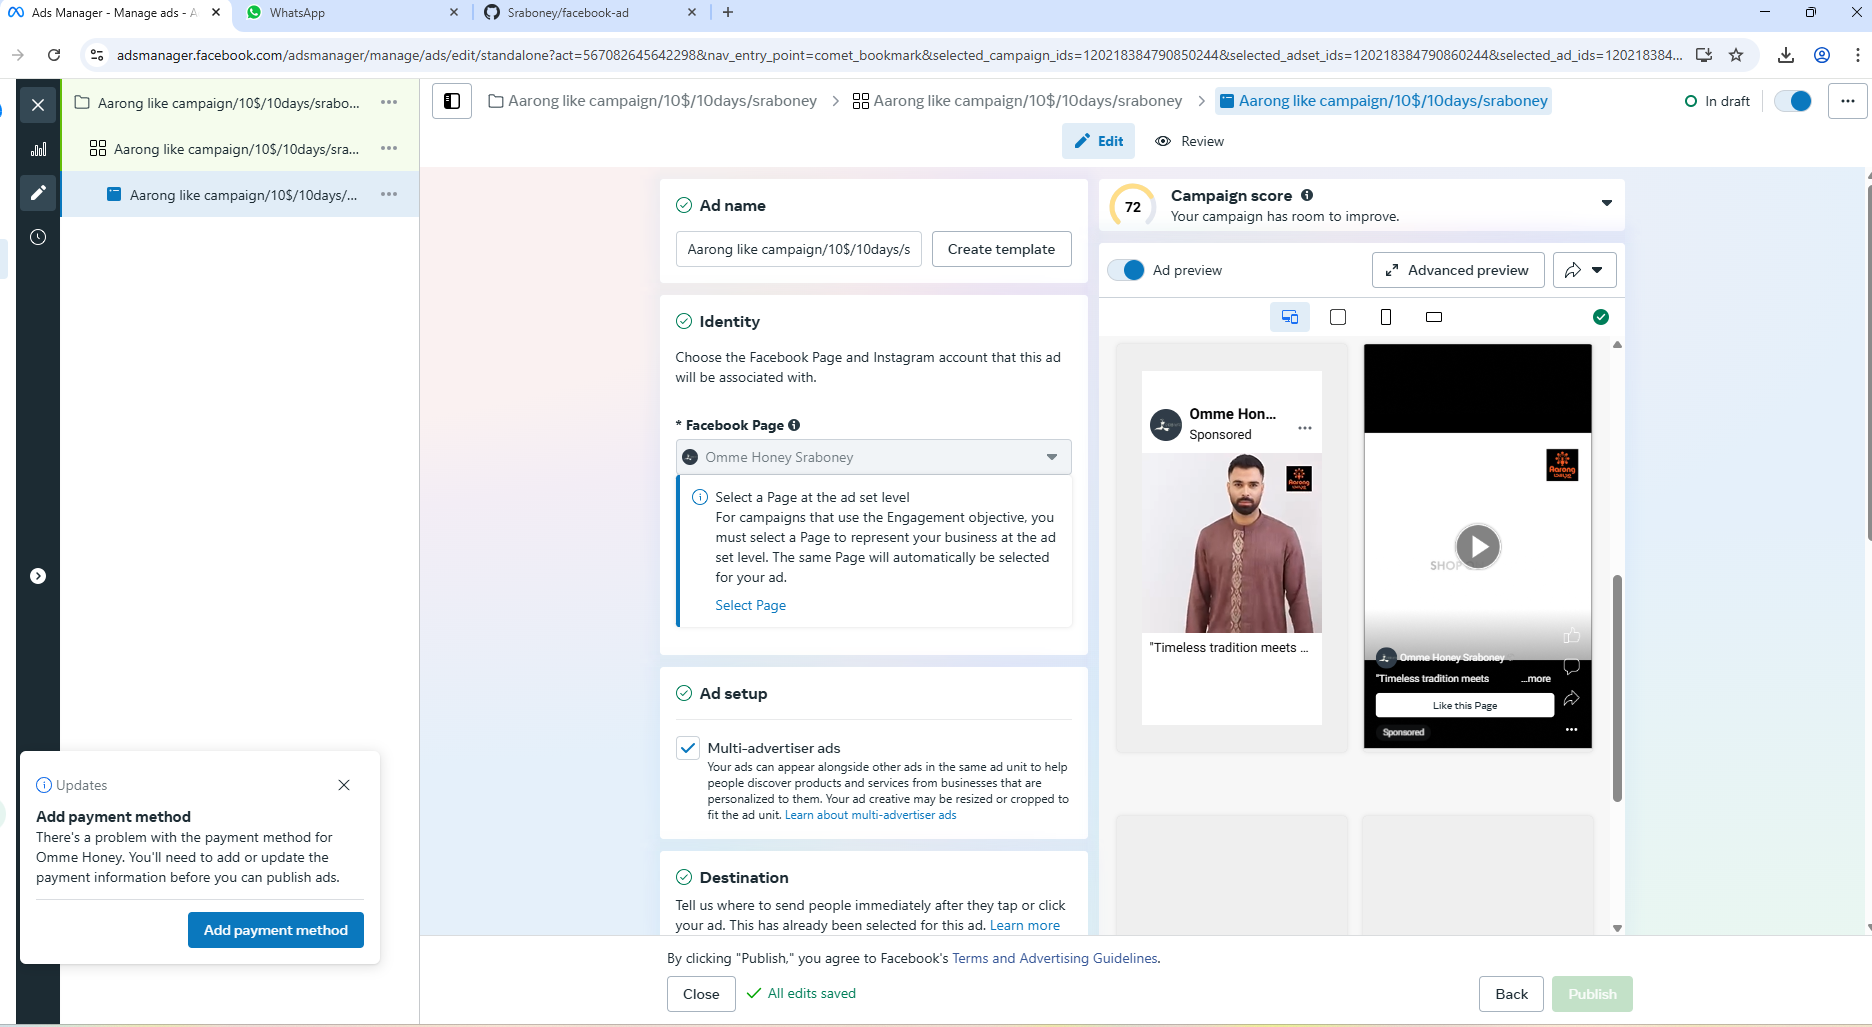 Ads Manager - Manage ads - A
WhatsApp
Sraboney/facebook-ad
adsmanager.facebook.com/adsmanager/manage/ads/edit/standalone?act=567082645642298&nav_entry_point=comet_bookmark&selected_campaign_ids=120218384790850244&selected_adset_ids=120218384790860244&selected_ad_ids=120218384...
Aarong like campaign/10$/10days/srabo...
Aarong like campaign/10$/10days/sra...
Aarong like campaign/10$/10days/...
Aarong like campaign/10$/10days/sraboney
Aarong like campaign/10$/10days/sraboney
Aarong like campaign/10$/10days/sraboney
In draft
Edit
Review
Ad name
Aarong like campaign/10$/10days/s
Create template
Identity
Choose the Facebook Page and Instagram account that this ad
will be associated with.
* Facebook Page
Omme Honey Sraboney
Select a Page at the ad set level
For campaigns that use the Engagement objective, you
must select a Page to represent your business at the ad
set level. The same Page will automatically be selected
for your ad.
Select Page
Ad setup
Multi-advertiser ads
Your ads can appear alongside other ads in the same ad unit to help
people discover products and services from businesses that are
personalized to them. Your ad creative may be resized or cropped to
fit the ad unit. Learn about multi-advertiser ads
Destination
Tell us where to send people immediately after they tap or click
your ad. This has already been selected for this ad. Learn more
72
Campaign score
Your campaign has room to improve.
Ad preview
Advanced preview
Omme Hon...
Sponsored
"Timeless tradition meets ...
Aarong
SHOP
Omme Honey Sraboney
"Timeless tradition meets ...more
Like this Page
Sponsored
Updates
Add payment method
There's a problem with the payment method for
Omme Honey. You'll need to add or update the
payment information before you can publish ads.
Add payment method
By clicking "Publish," you agree to Facebook's Terms and Advertising Guidelines.
Close
All edits saved
Back
Publish